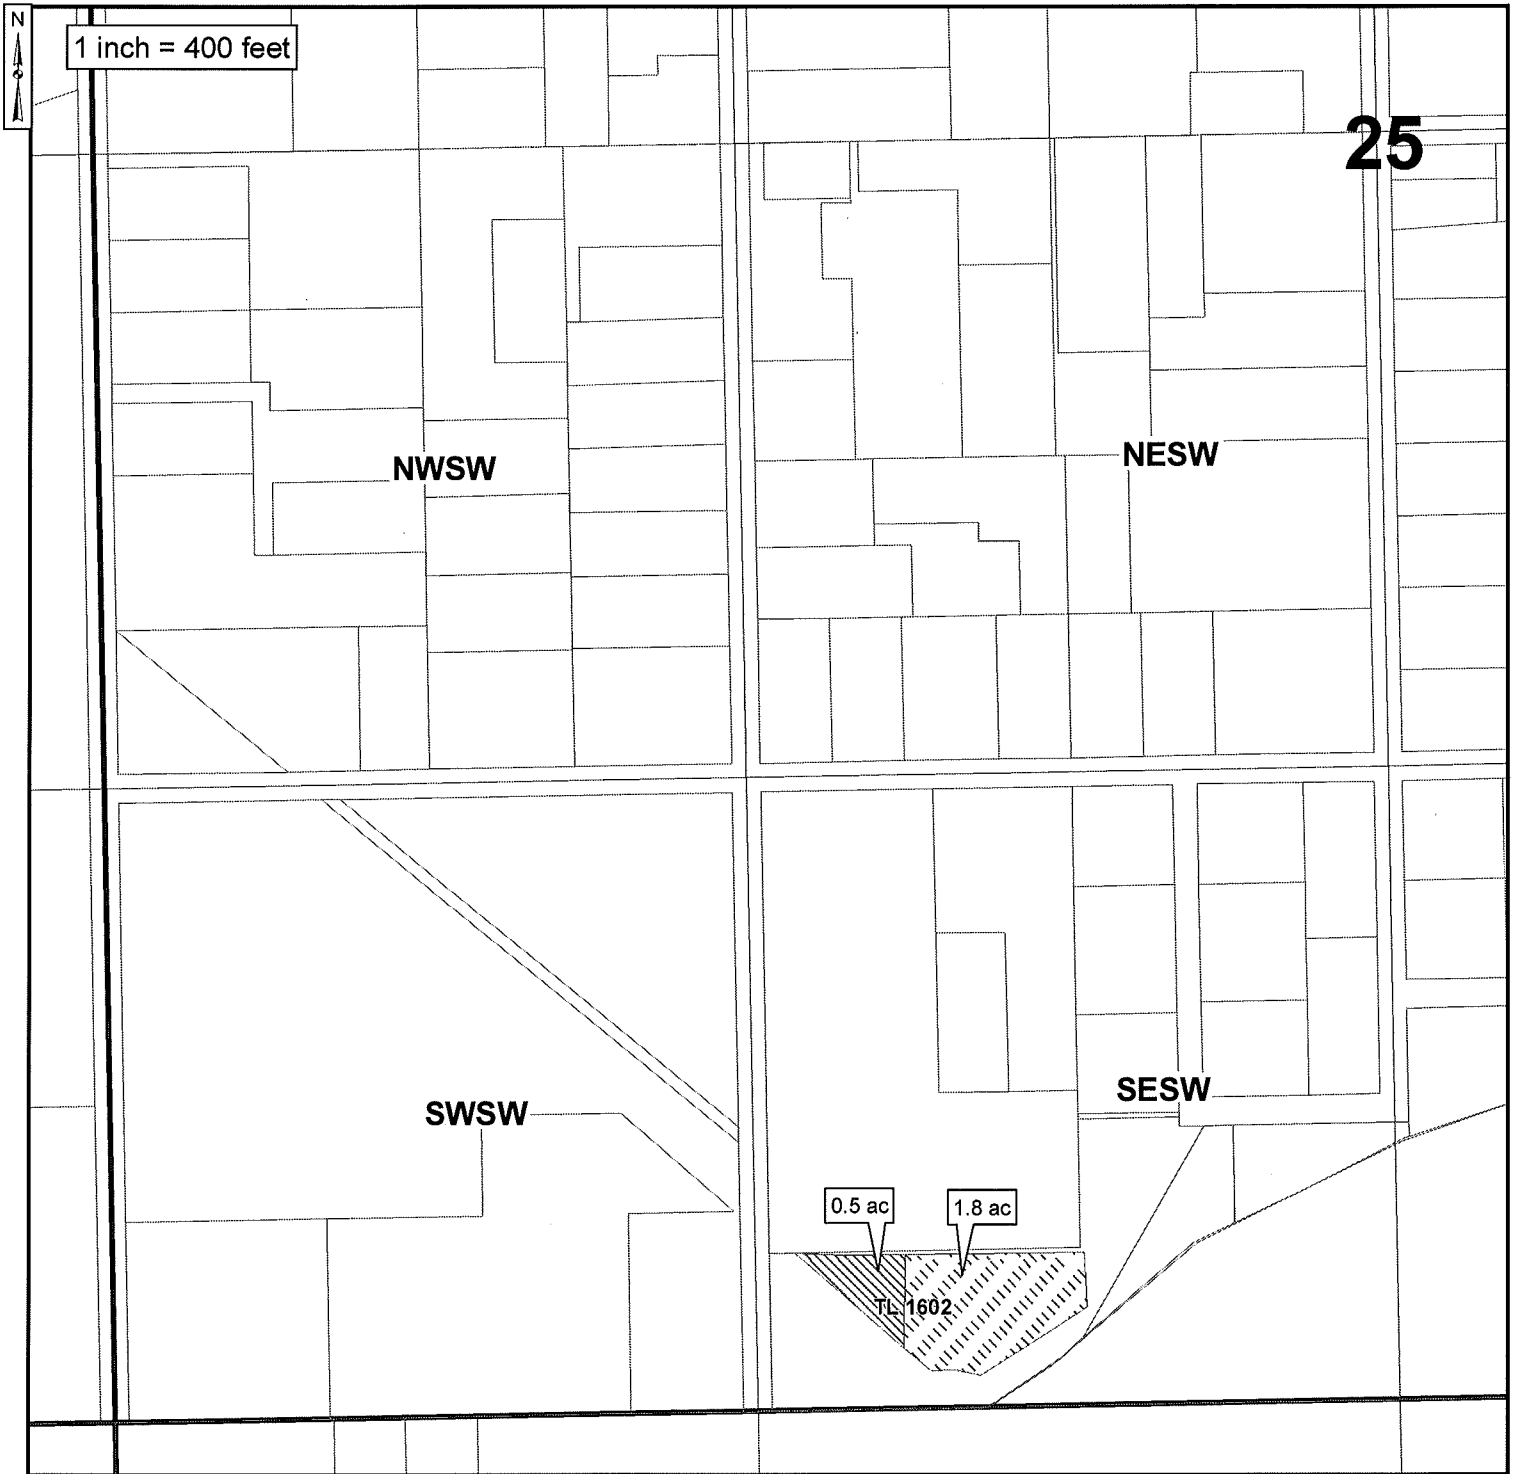 N
1 inch = 400 feet
25
NWSW
NESW
SWSW
SESW
0.5 ac
1.8 ac
TL 1602